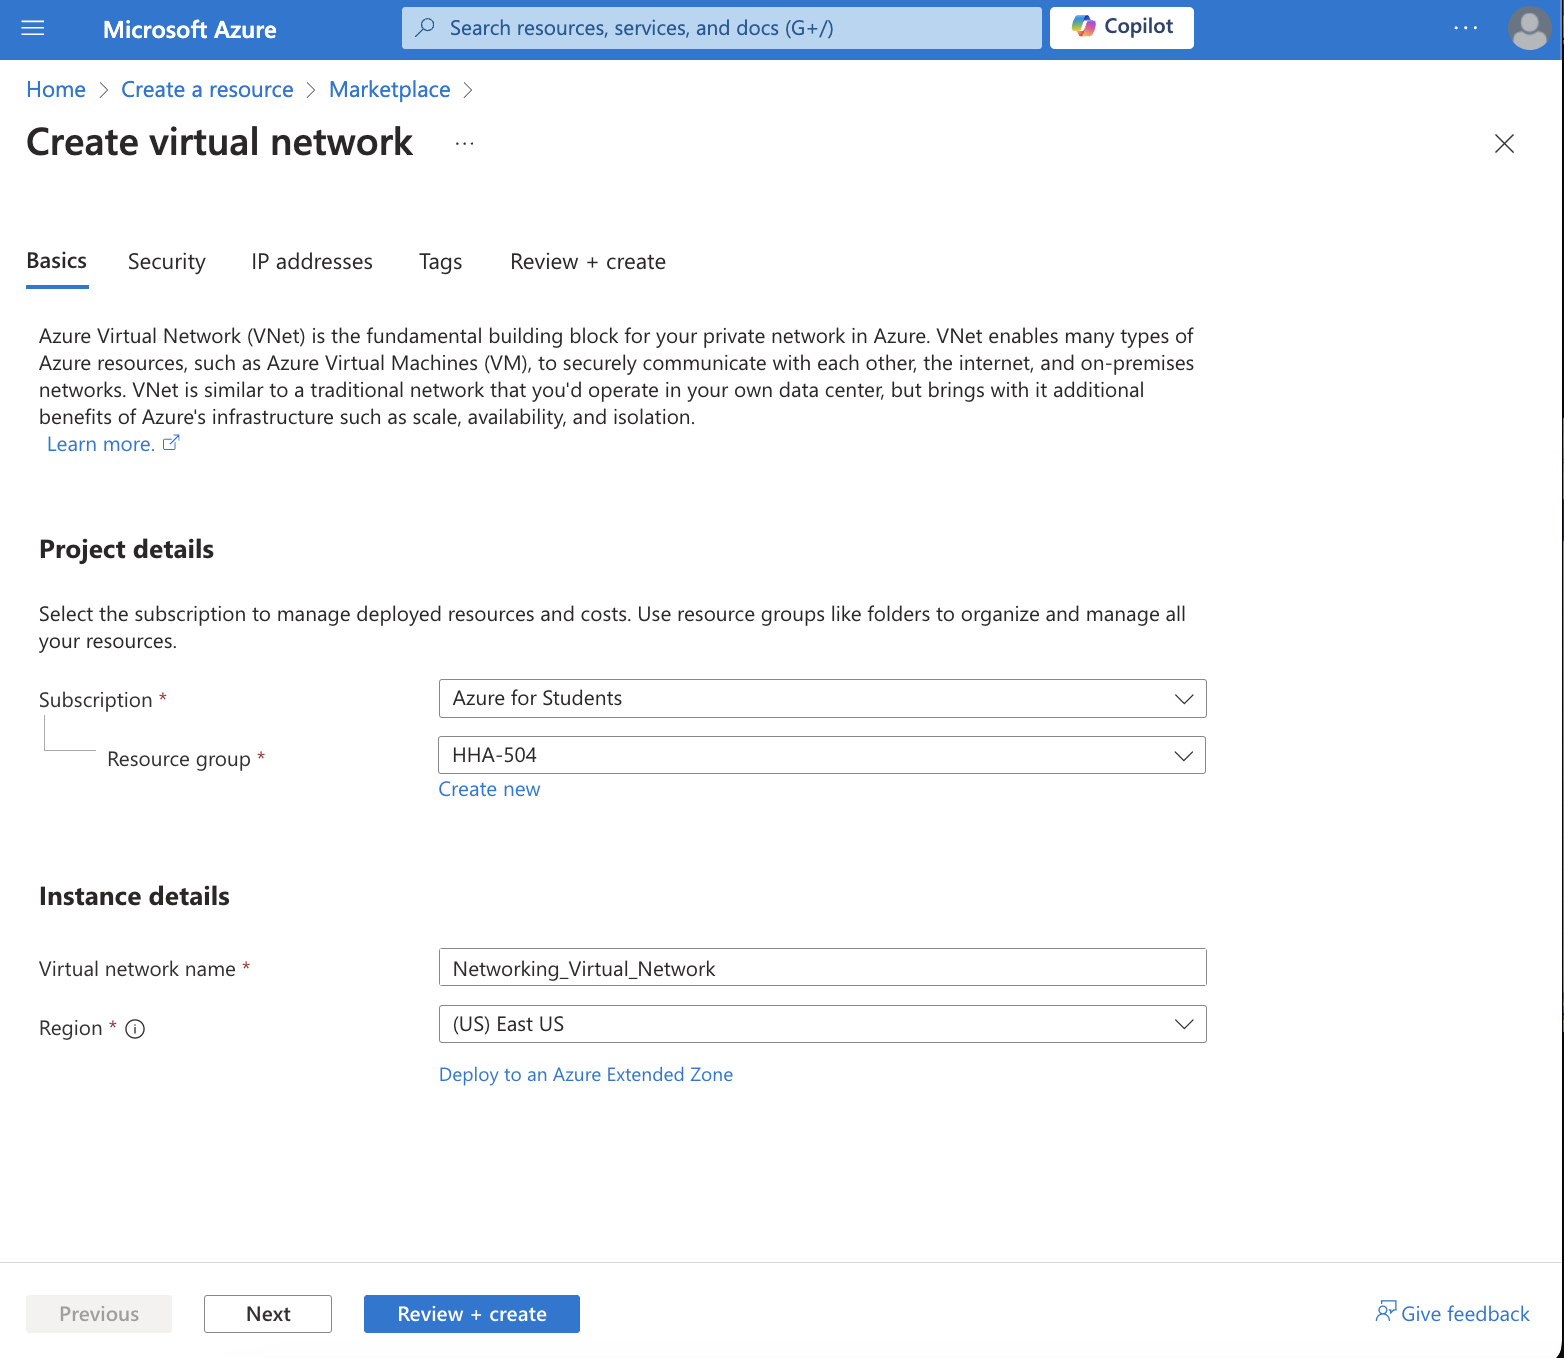 Microsoft Azure
Search resources, services, and docs (G+/)
Copilot
Home > Create a resource > Marketplace >
Create virtual network ...
Basics Security IP addresses Tags Review + create
Azure Virtual Network (VNet) is the fundamental building block for your private network in Azure. VNet enables many types of
Azure resources, such as Azure Virtual Machines (VM), to securely communicate with each other, the internet, and on-premises
networks. VNet is similar to a traditional network that you'd operate in your own data center, but brings with it additional
benefits of Azure's infrastructure such as scale, availability, and isolation.
Learn more.
Project details
Select the subscription to manage deployed resources and costs. Use resource groups like folders to organize and manage all
your resources.
Subscription * Azure for Students
Resource group * HHA-504
Create new
Instance details
Virtual network name * Networking_Virtual_Network
Region * (US) East US
Deploy to an Azure Extended Zone
Previous Next Review + create Give feedback